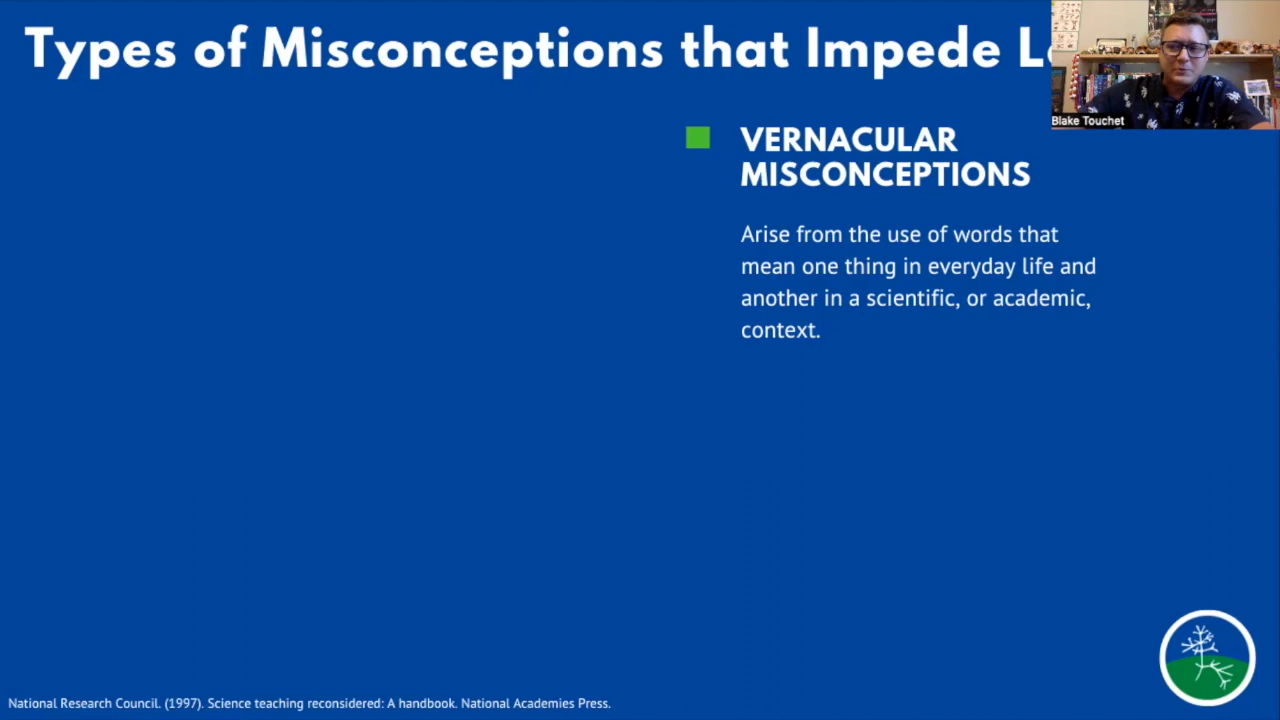 Types of Misconceptions that Impede
Blake Touchet
VERNACULAR
MISCONCEPTIONS
Arise from the use of words that
mean one thing in everyday life and
another in a scientific, or academic,
context.
National Research Council. (1997). Science teaching reconsidered: A handbook. National Academies Press.